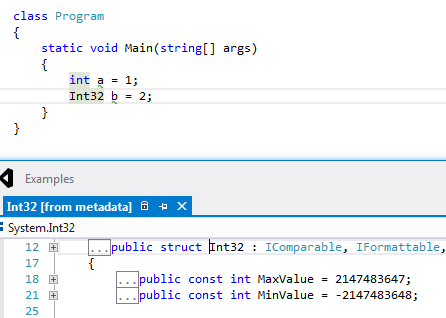 class Program
{
static void Main(string[] args)
{
int a = 1;
Int32 b = 2;
}
}
Examples
Int32 [from metadata]
System.Int32
12 ...public struct Int32 : IComparable, IFormattable,
17 {
18 ...public const int MaxValue = 2147483647;
21 ...public const int MinValue = -2147483648;
25